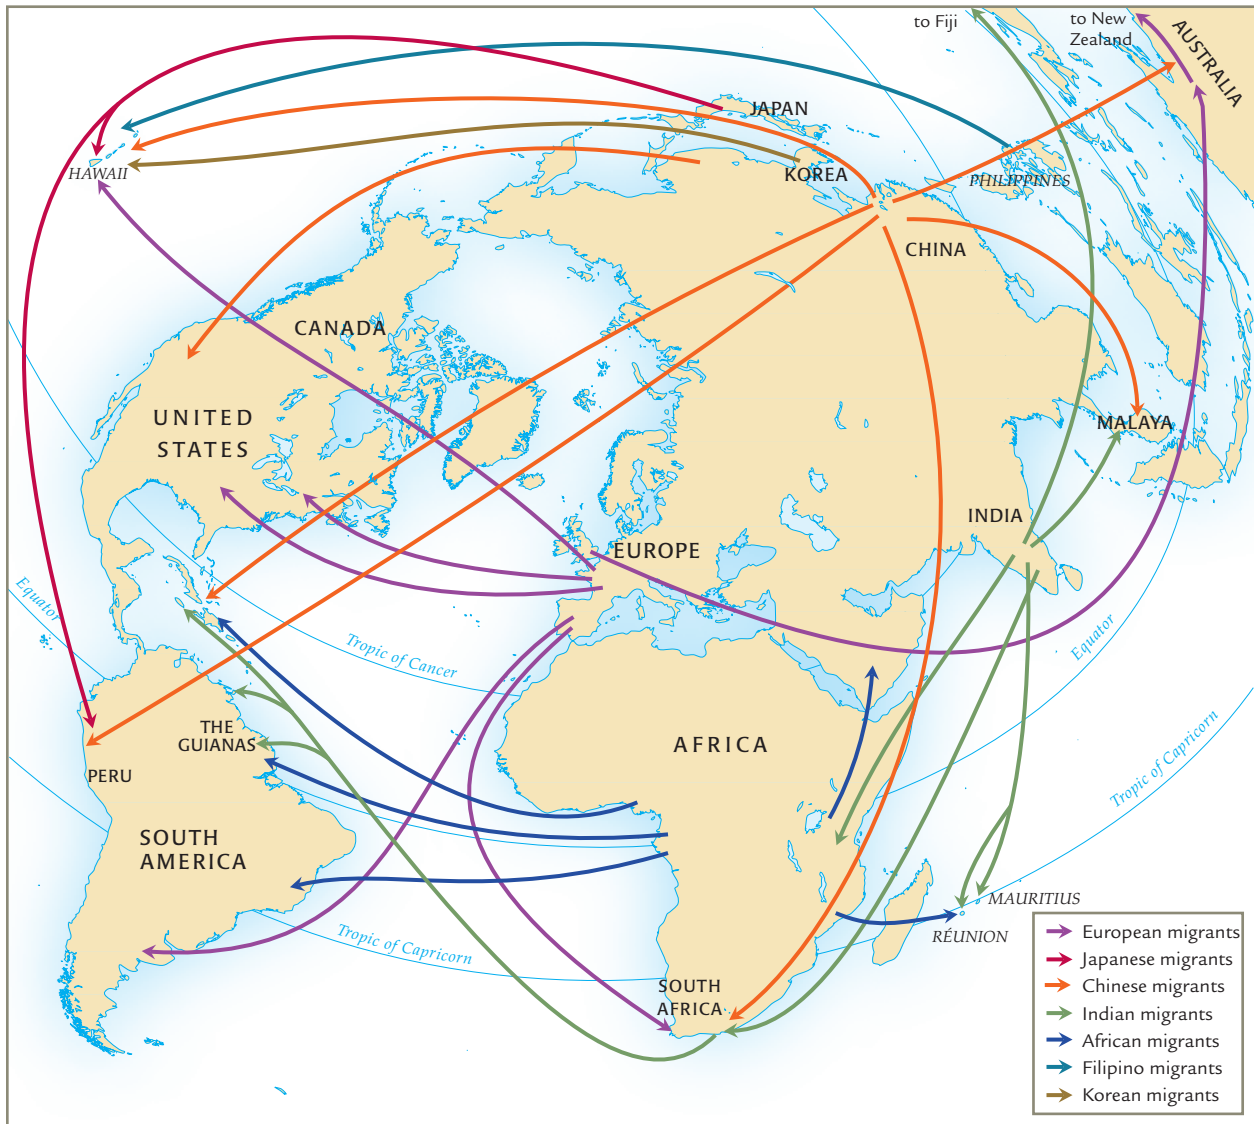 to Fiji
to New
Zealand
AUSTRALIA
JAPAN
HAWAII
KOREA
PHILIPPINES
CHINA
CANADA
UNITED
STATES
MALAYA
INDIA
EUROPE
Equator
Tropic of Cancer
Equator
THE
GUIANAS
AFRICA
Tropic of Capricorn
PERU
SOUTH
AMERICA
MAURITIUS
RÉUNION
Tropic of Capricorn
SOUTH
AFRICA
European migrants
Japanese migrants
Chinese migrants
Indian migrants
African migrants
Filipino migrants
Korean migrants